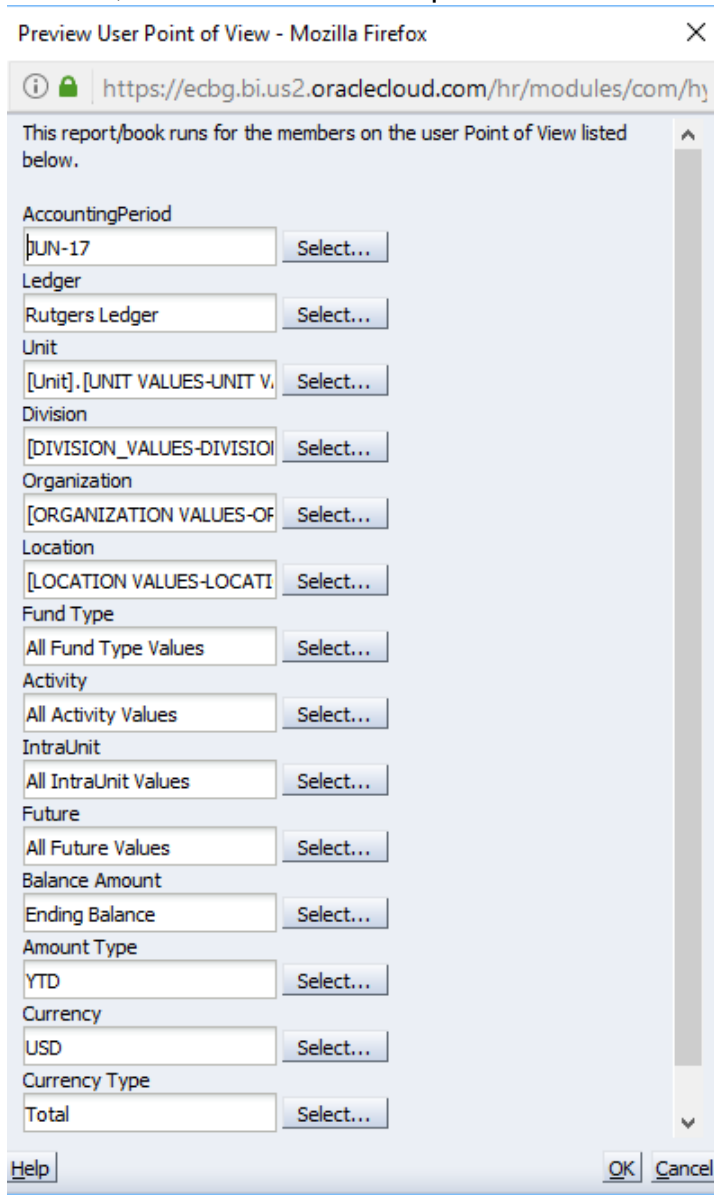 Preview User Point of View - Mozilla Firefox
https://ecbg.bi.us2.oraclecloud.com/hr/modules/com/hy
This report/book runs for the members on the user Point of View listed
below.
AccountingPeriod
JUN-17 Select...
Ledger
Rutgers Ledger Select...
Unit
[Unit].[UNIT VALUES-UNIT V Select...
Division
[DIVISION_VALUES-DIVISION Select...
Organization
[ORGANIZATION VALUES-OR Select...
Location
[LOCATION VALUES-LOCATI Select...
Fund Type
All Fund Type Values Select...
Activity
All Activity Values Select...
IntraUnit
All IntraUnit Values Select...
Future
All Future Values Select...
Balance Amount
Ending Balance Select...
Amount Type
YTD Select...
Currency
USD Select...
Currency Type
Total Select...
Help OK Cancel